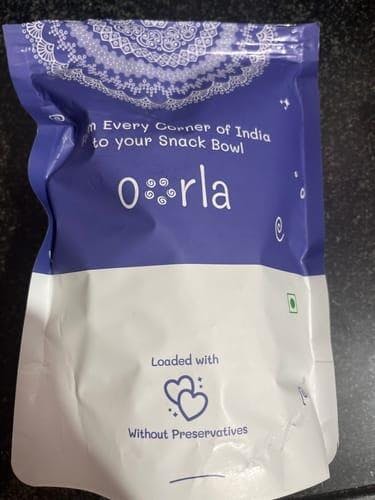 m Every Corner of India
to your Snack Bowl
oorla
Loaded with
Without Preservatives